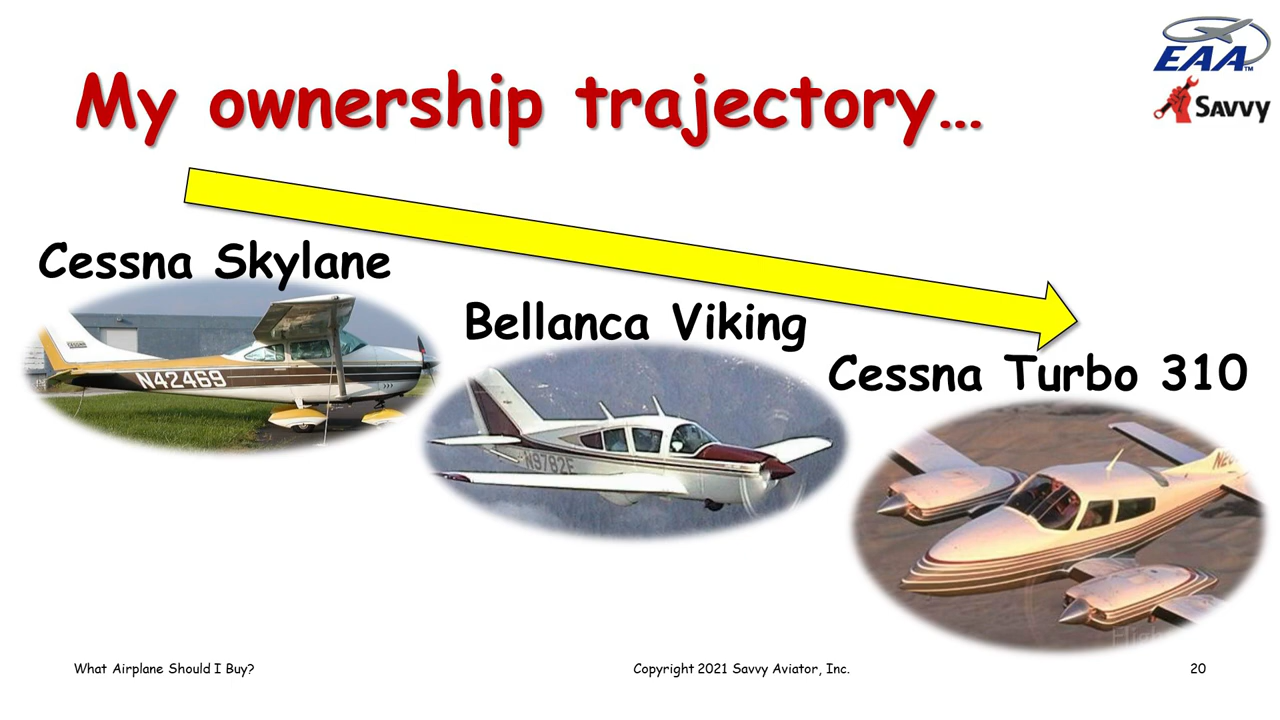 EAA
SAVVY
My ownership trajectory...
Cessna Skylane
Bellanca Viking
Cessna Turbo 310
N42469
N9782E
What Airplane Should I Buy?
Copyright 2021 Savvy Aviator, Inc.
20